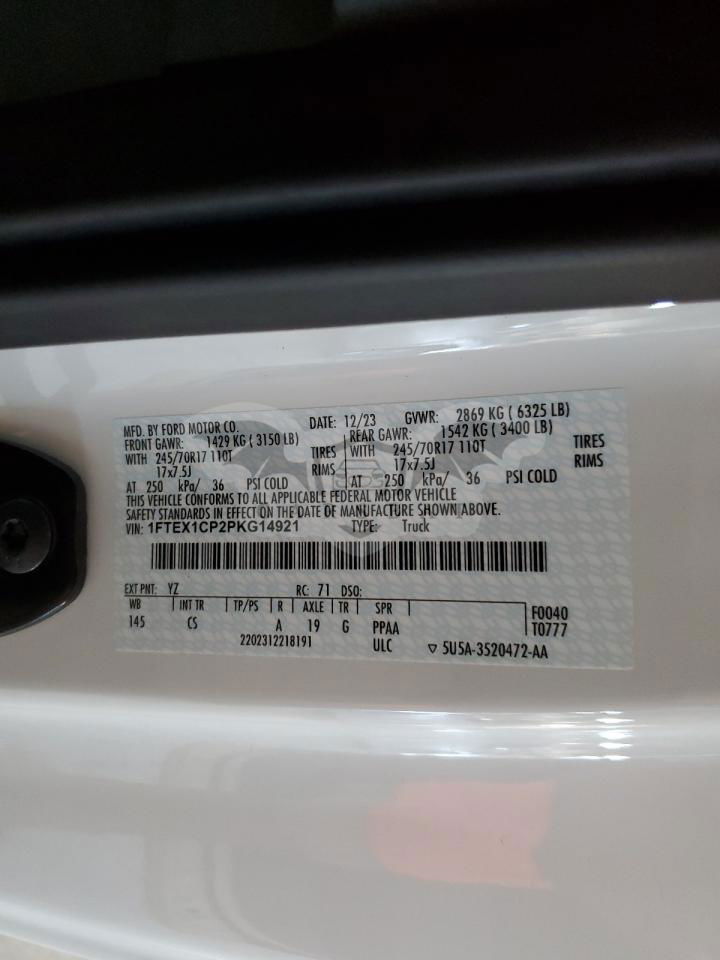 MFD. BY FORD MOTOR CO. DATE: 12/23 GVWR: 2869 KG ( 6325 LB)
FRONT GAWR: 1429 KG ( 3150 LB) REAR GAWR: 1542 KG ( 3400 LB)
WITH 245/70R17 110T TIRES WITH 245/70R17 110T TIRES
17x7.5J RIMS 17x7.5J RIMS
AT 250 kPa/ 36 PSI COLD AT 250 kPa/ 36 PSI COLD
THIS VEHICLE CONFORMS TO ALL APPLICABLE FEDERAL MOTOR VEHICLE
SAFETY STANDARDS IN EFFECT ON THE DATE OF MANUFACTURE SHOWN ABOVE.
VIN: 1FTEX1CP2PKG14921 TYPE: Truck
EXT PNT: YZ RC: 71 DSO:
WB INT TR TP/PS R AXLE TR SPR F0040
145 CS A 19 G PPAA T0777
2202312218191 ULC ▽ 5U5A-3520472-AA